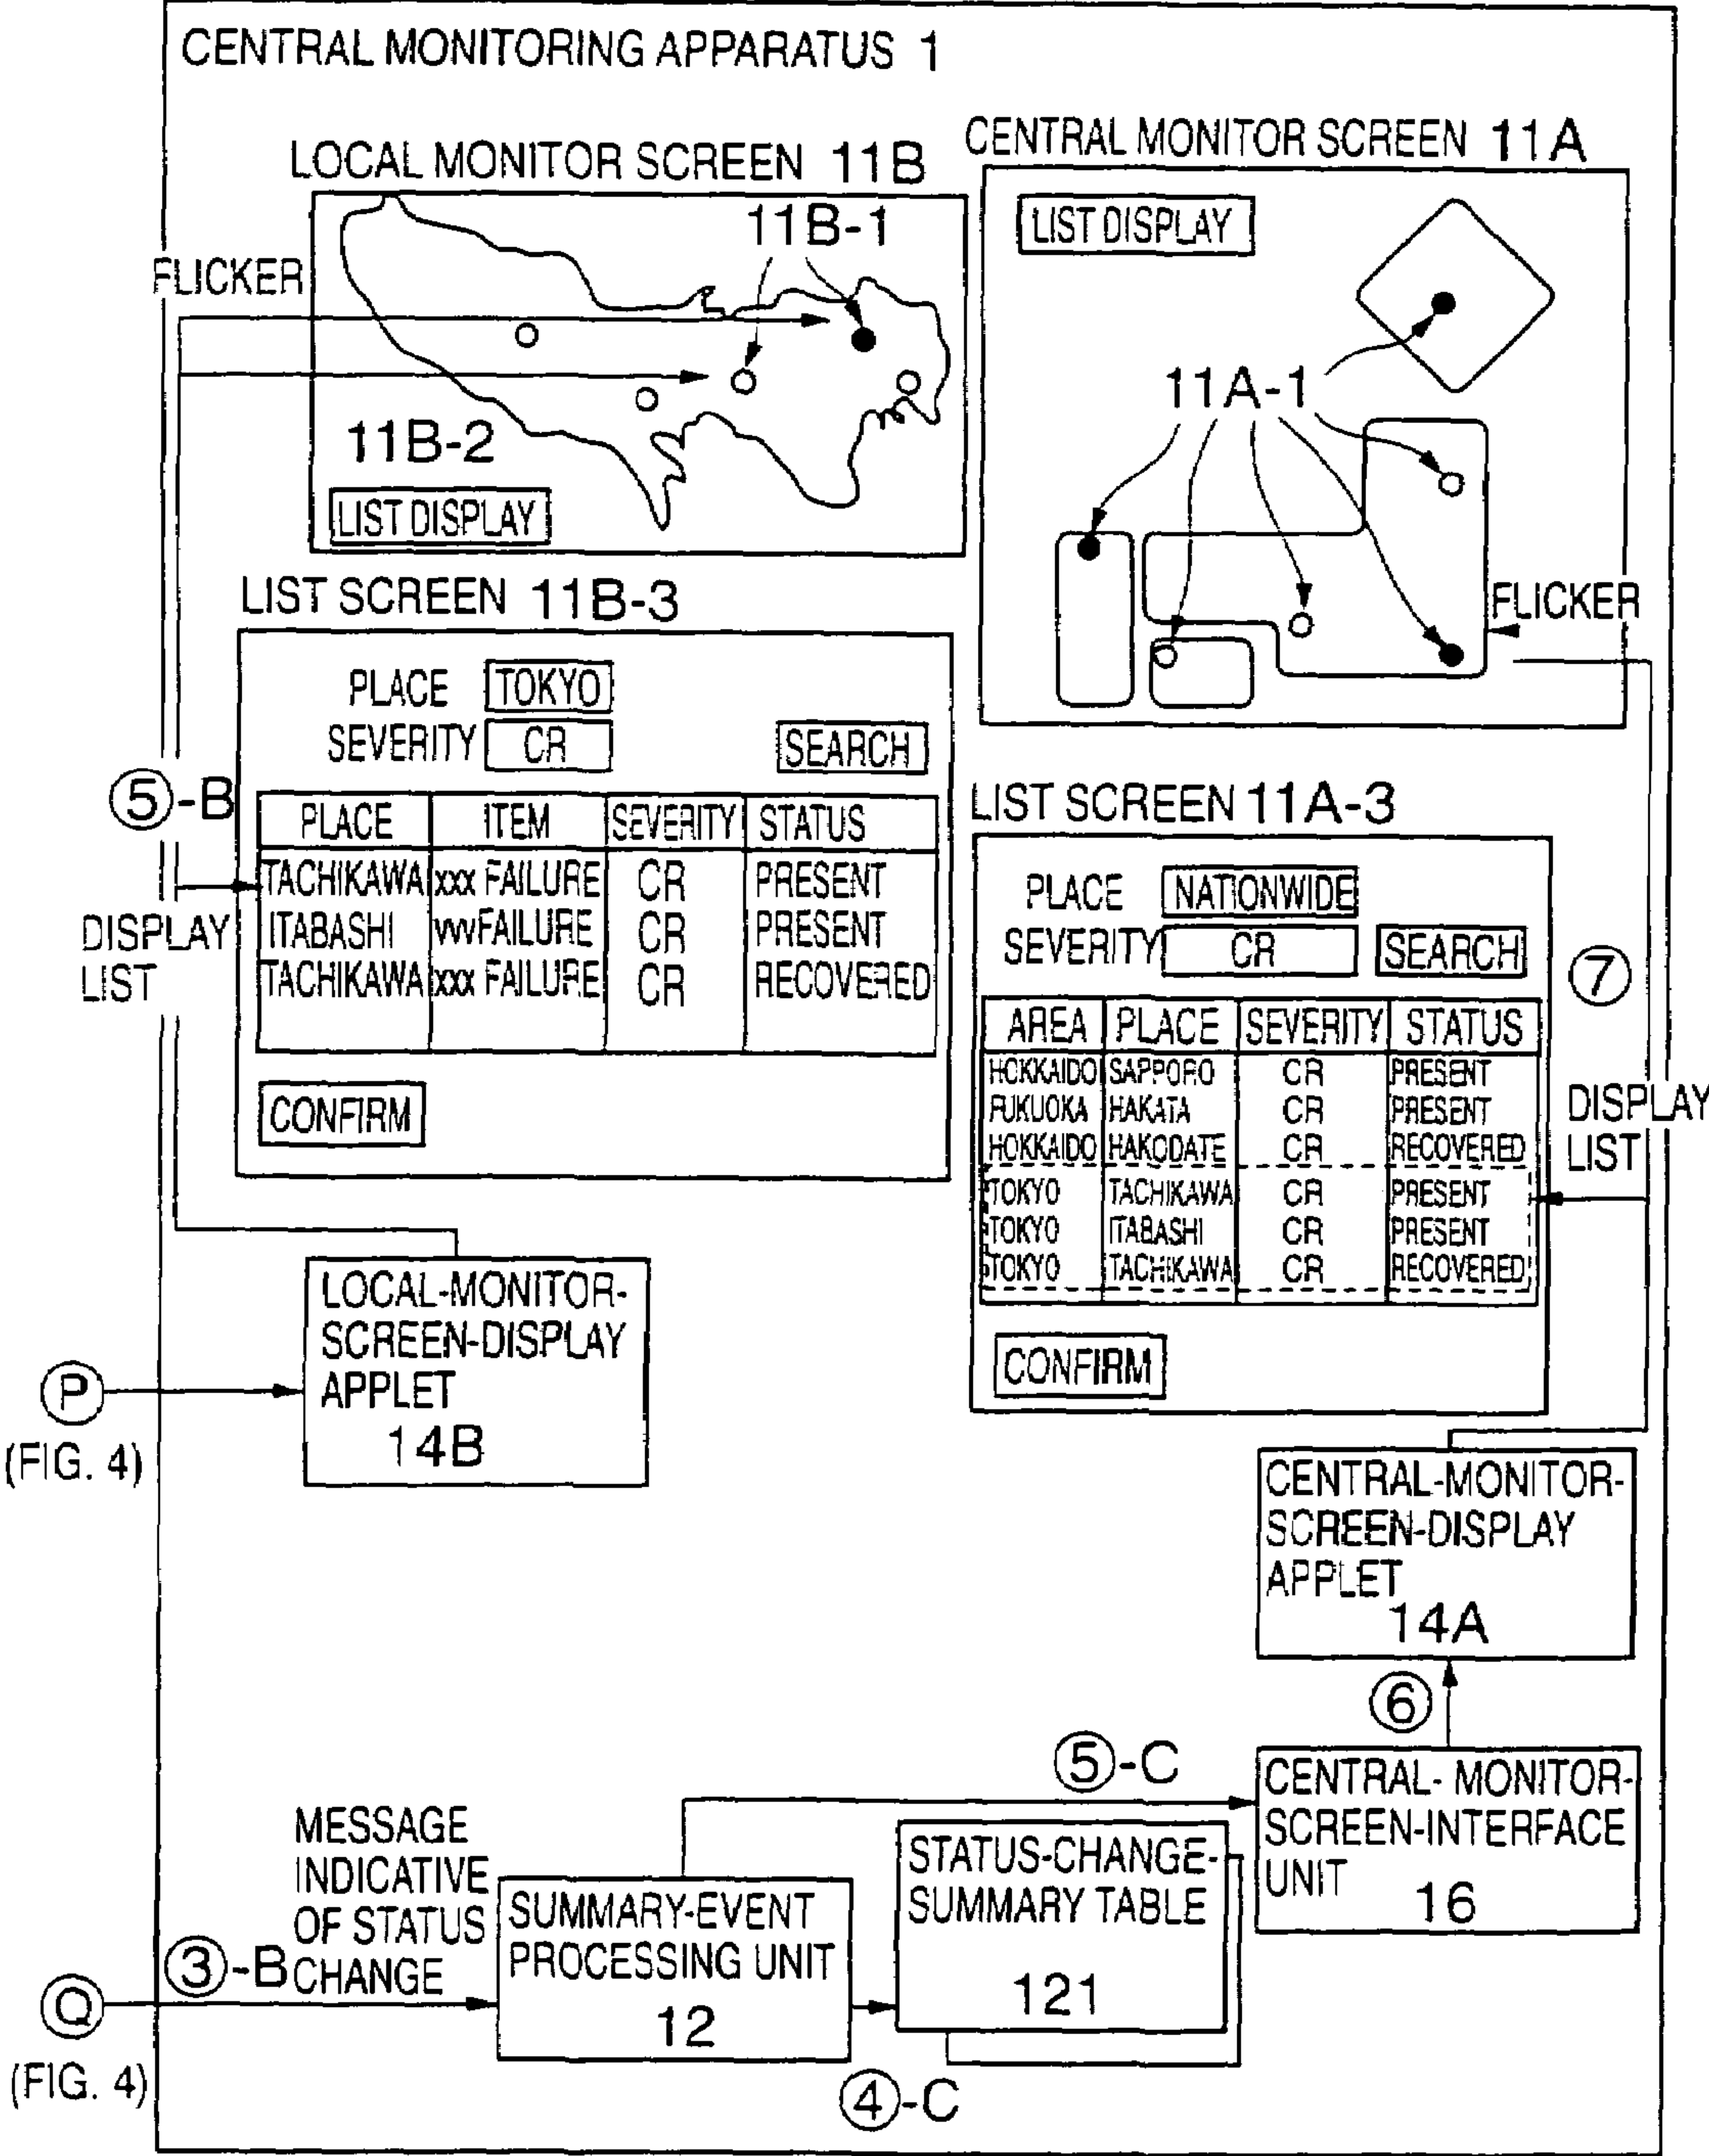 CENTRAL MONITORING APPARATUS 1
LOCAL MONITOR SCREEN 11B
11B-1
FLICKER
11B-2
LIST DISPLAY
CENTRAL MONITOR SCREEN 11A
LIST DISPLAY
11A-1
FLICKER
LIST SCREEN 11B-3
PLACE TOKYO
SEVERITY CR SEARCH
⑤-B
PLACE ITEM SEVERITY STATUS
TACHIKAWA xxx FAILURE CR PRESENT
ITABASHI vvvFAILURE CR PRESENT
TACHIKAWA xxx FAILURE CR RECOVERED
DISPLAY
LIST
CONFIRM
LIST SCREEN 11A-3
PLACE NATIONWIDE
SEVERITY CR SEARCH
⑦
AREA PLACE SEVERITY STATUS
HOKKAIDO SAPPORO CR PRESENT
FUKUOKA HAKATA CR PRESENT
HOKKAIDO HAKODATE CR RECOVERED
TOKYO TACHIKAWA CR PRESENT
TOKYO ITABASHI CR PRESENT
TOKYO TACHIKAWA CR RECOVERED
DISPLAY
LIST
CONFIRM
LOCAL-MONITOR-
SCREEN-DISPLAY
APPLET
14B
P
(FIG. 4)
CENTRAL-MONITOR-
SCREEN-DISPLAY
APPLET
14A
⑥
⑤-C
CENTRAL- MONITOR-
SCREEN-INTERFACE
UNIT
16
MESSAGE
INDICATIVE
OF STATUS
CHANGE
③-B
SUMMARY-EVENT
PROCESSING UNIT
12
STATUS-CHANGE-
SUMMARY TABLE
121
④-C
Q
(FIG. 4)